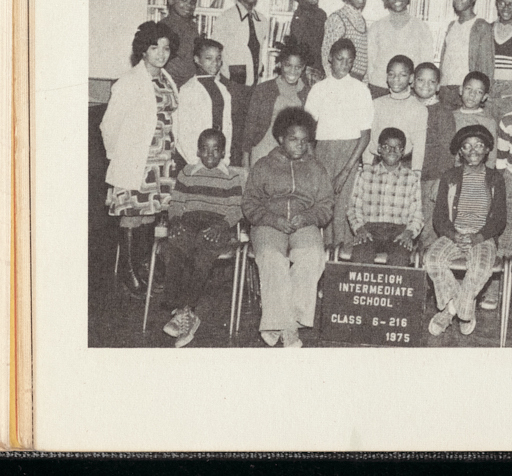 WADLEIGH
INTERMEDIATE
SCHOOL
CLASS 6-216
1975